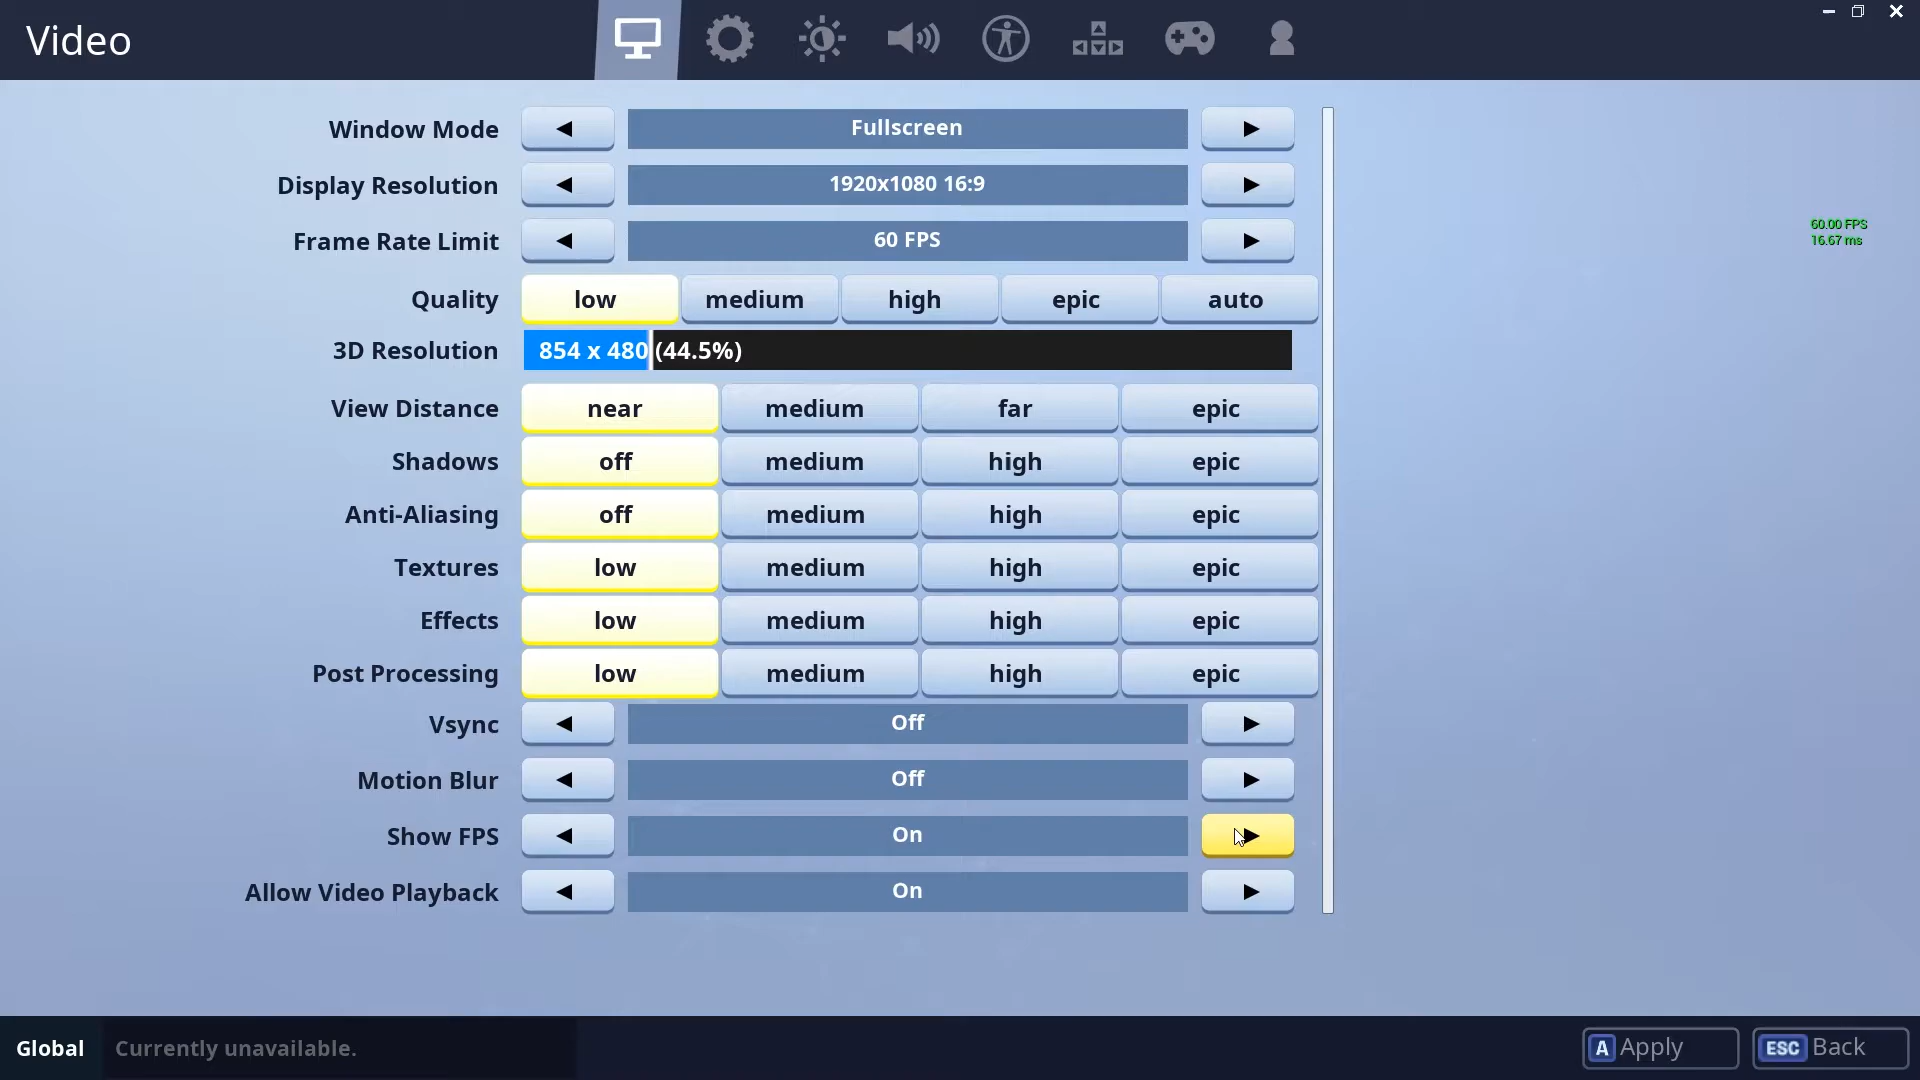 Video
Window Mode Fullscreen
Display Resolution 1920x1080 16:9
Frame Rate Limit 60 FPS
60.00 FPS
16.67 ms
Quality low medium high epic auto
3D Resolution 854 x 480 (44.5%)
View Distance near medium far epic
Shadows off medium high epic
Anti-Aliasing off medium high epic
Textures low medium high epic
Effects low medium high epic
Post Processing low medium high epic
Vsync Off
Motion Blur Off
Show FPS On
Allow Video Playback On
Global Currently unavailable. A Apply ESC Back